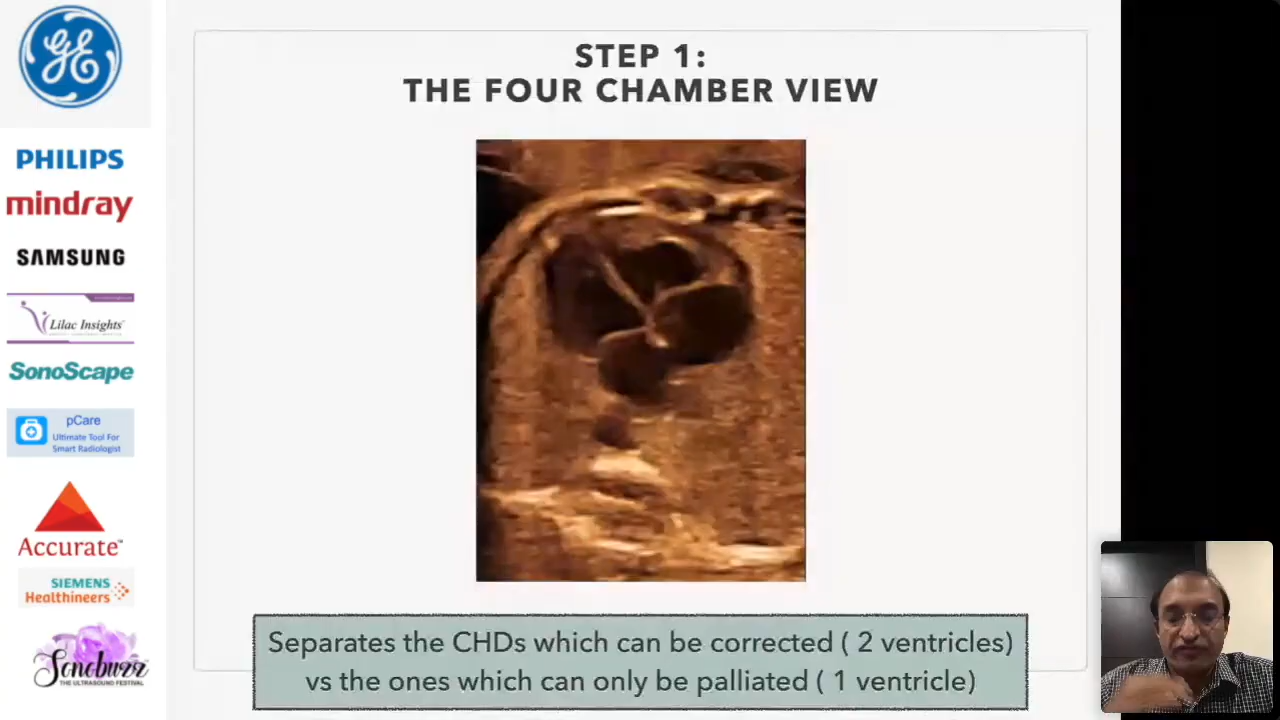 STEP 1:
THE FOUR CHAMBER VIEW
Separates the CHDs which can be corrected ( 2 ventricles)
vs the ones which can only be palliated ( 1 ventricle)
GE
PHILIPS
mindray
SAMSUNG
Lilac Insights
SonoScape
pCare
Ultimate Tool For
Smart Radiologist
Accurate™
SIEMENS
Healthineers
Sonobuzz
THE ULTRASOUND FESTIVAL